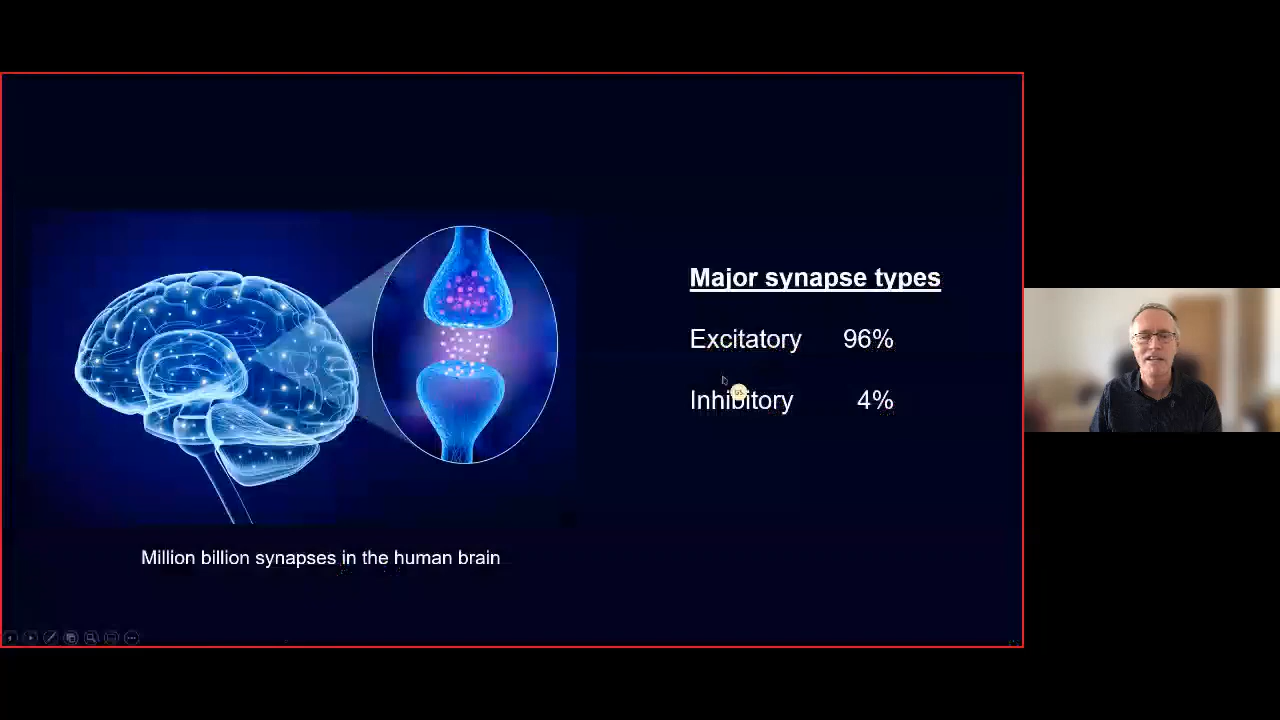 Major synapse types
Excitatory 96%
Inhibitory 4%
Million billion synapses in the human brain